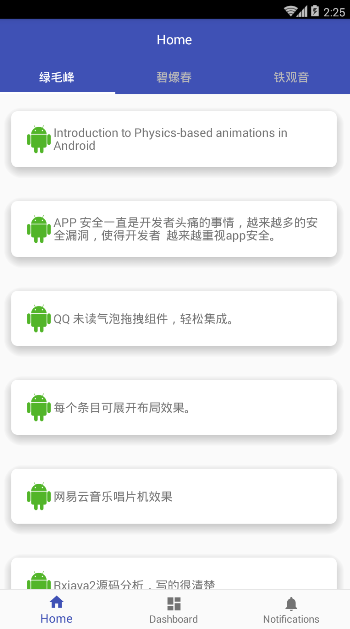 2:25
Home
绿毛峰
碧螺春
铁观音
Introduction to Physics-based animations in
Android
APP 安全一直是开发者头痛的事情，越来越多的安
全漏洞，使得开发者 越来越重视app安全。
QQ 未读气泡拖拽组件，轻松集成。
每个条目可展开布局效果。
网易云音乐唱片机效果
Rxjava2源码分析，写的很清楚
Home
Dashboard
Notifications